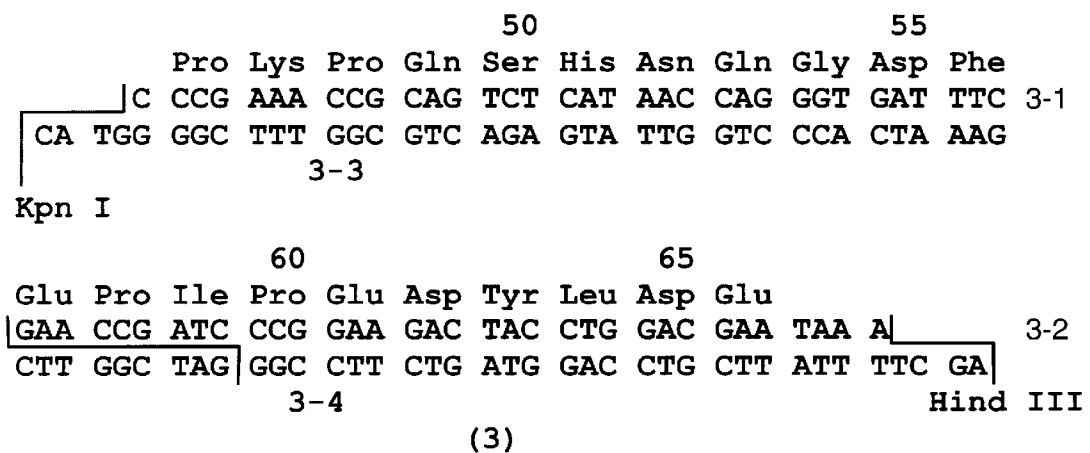 50 55
Pro Lys Pro Gln Ser His Asn Gln Gly Asp Phe
C CCG AAA CCG CAG TCT CAT AAC CAG GGT GAT TTC 3-1
CA TGG GGC TTT GGC GTC AGA GTA TTG GTC CCA CTA AAG
3-3
Kpn I
60 65
Glu Pro Ile Pro Glu Asp Tyr Leu Asp Glu
GAA CCG ATC CCG GAA GAC TAC CTG GAC GAA TAA A 3-2
CTT GGC TAG GGC CTT CTG ATG GAC CTG CTT ATT TTC GA
3-4 Hind III
(3)